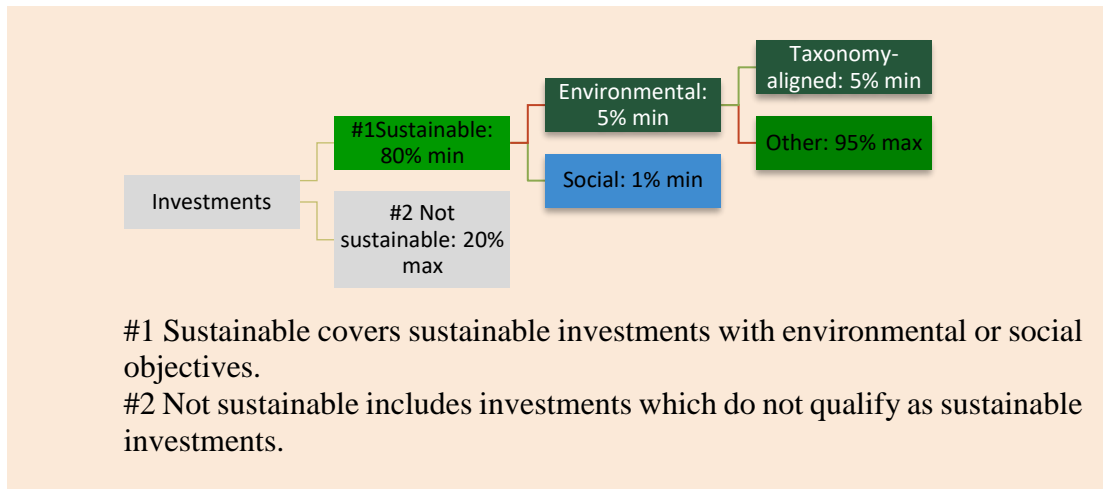 Investments
#1Sustainable:
80% min
#2 Not
sustainable: 20%
max
Environmental:
5% min
Social: 1% min
Taxonomy-
aligned: 5% min
Other: 95% max
#1 Sustainable covers sustainable investments with environmental or social
objectives.
#2 Not sustainable includes investments which do not qualify as sustainable
investments.